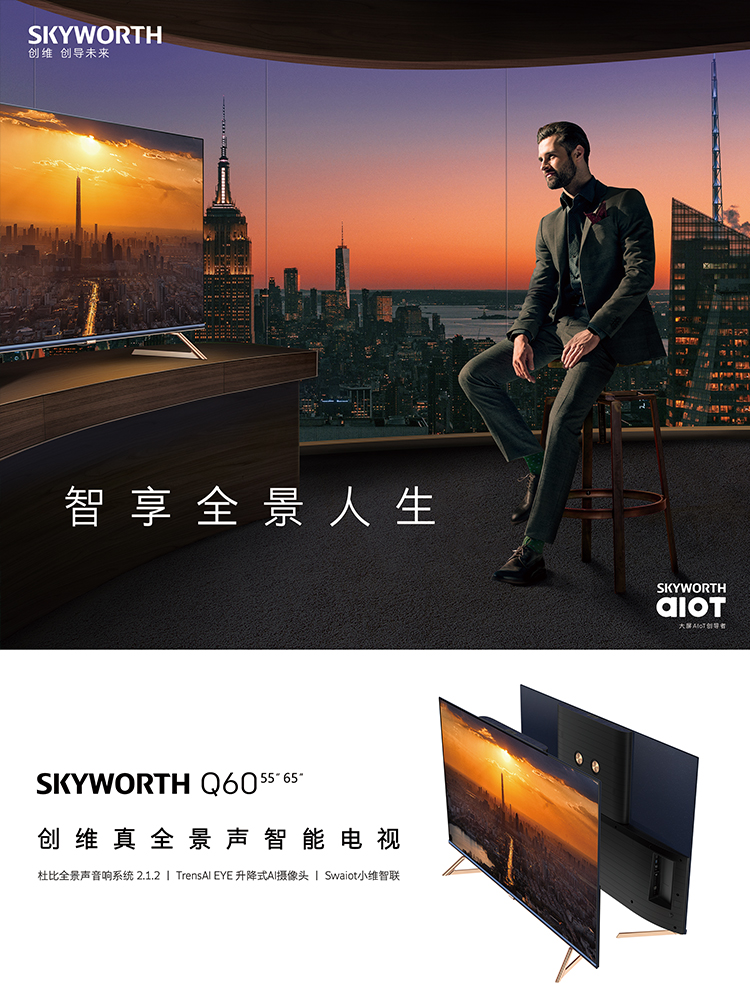 SKYWORTH
创维 创导未来
智享全景人生
SKYWORTH
aIOT
大屏AIoT创导者
SKYWORTH Q60 55" 65"
创维真全景声智能电视
杜比全景声音响系统 2.1.2 | TrensAI EYE 升降式AI摄像头 | Swaiot小维智联